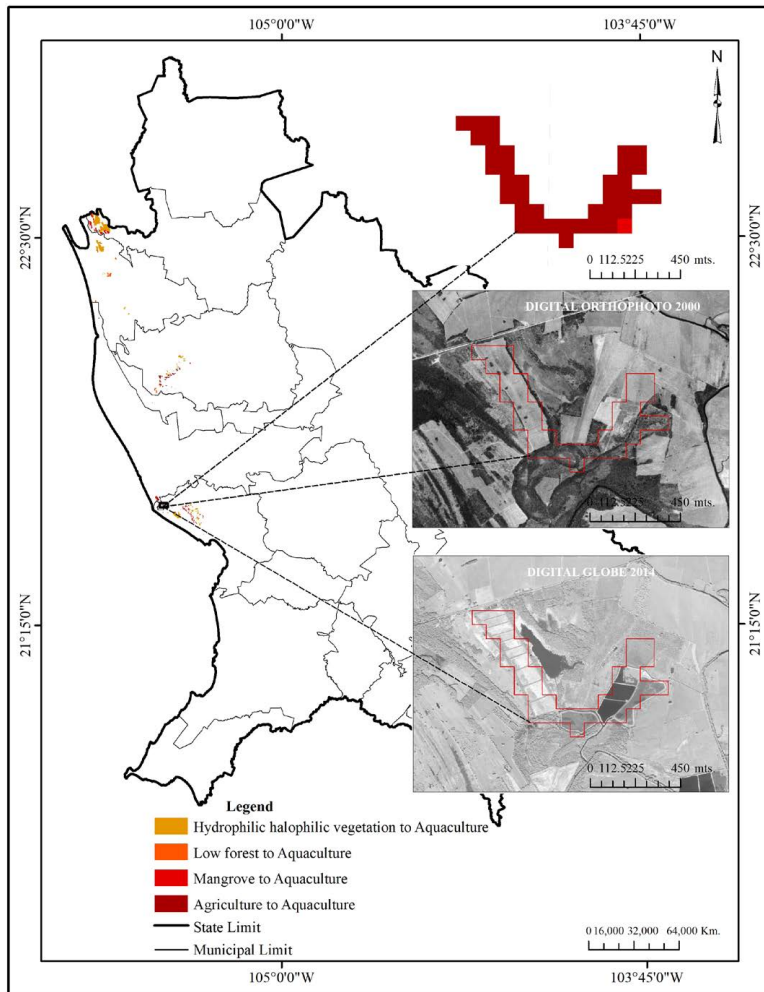 105°0'0"W 103°45'0"W
N
22°30'0"N
22°30'0"N
0 112.5225 450 mts.
DIGITAL ORTHOPHOTO 2000
0 112.5225 450 mts.
DIGITAL GLOBE 2014
21°15'0"N
21°15'0"N
0 112.5225 450 mts.
Legend
Hydrophilic halophilic vegetation to Aquaculture
Low forest to Aquaculture
Mangrove to Aquaculture
Agriculture to Aquaculture
State Limit
Municipal Limit
0 16,000 32,000 64,000 Km.
105°0'0"W 103°45'0"W